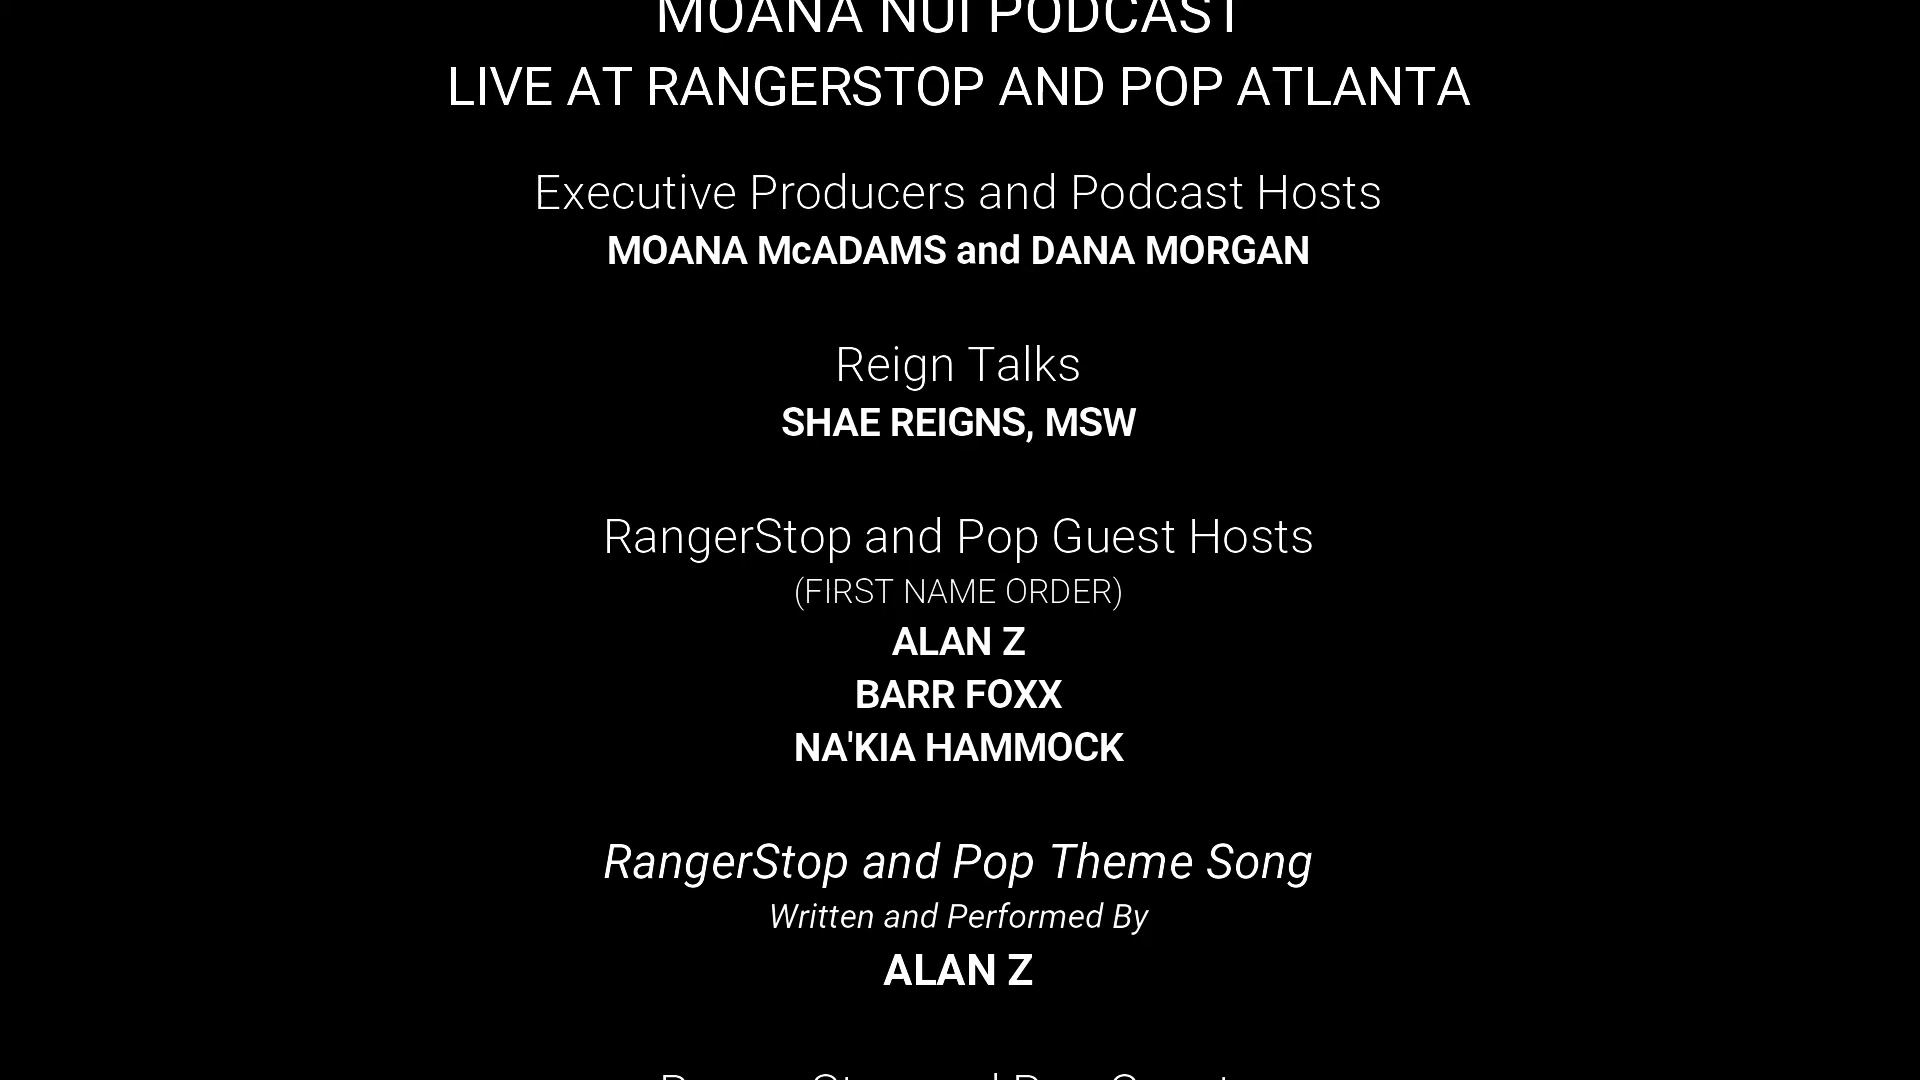 MOANA NUI PODCAST
LIVE AT RANGERSTOP AND POP ATLANTA
Executive Producers and Podcast Hosts
MOANA McADAMS and DANA MORGAN
Reign Talks
SHAE REIGNS, MSW
RangerStop and Pop Guest Hosts
(FIRST NAME ORDER)
ALAN Z
BARR FOXX
NA'KIA HAMMOCK
RangerStop and Pop Theme Song
Written and Performed By
ALAN Z